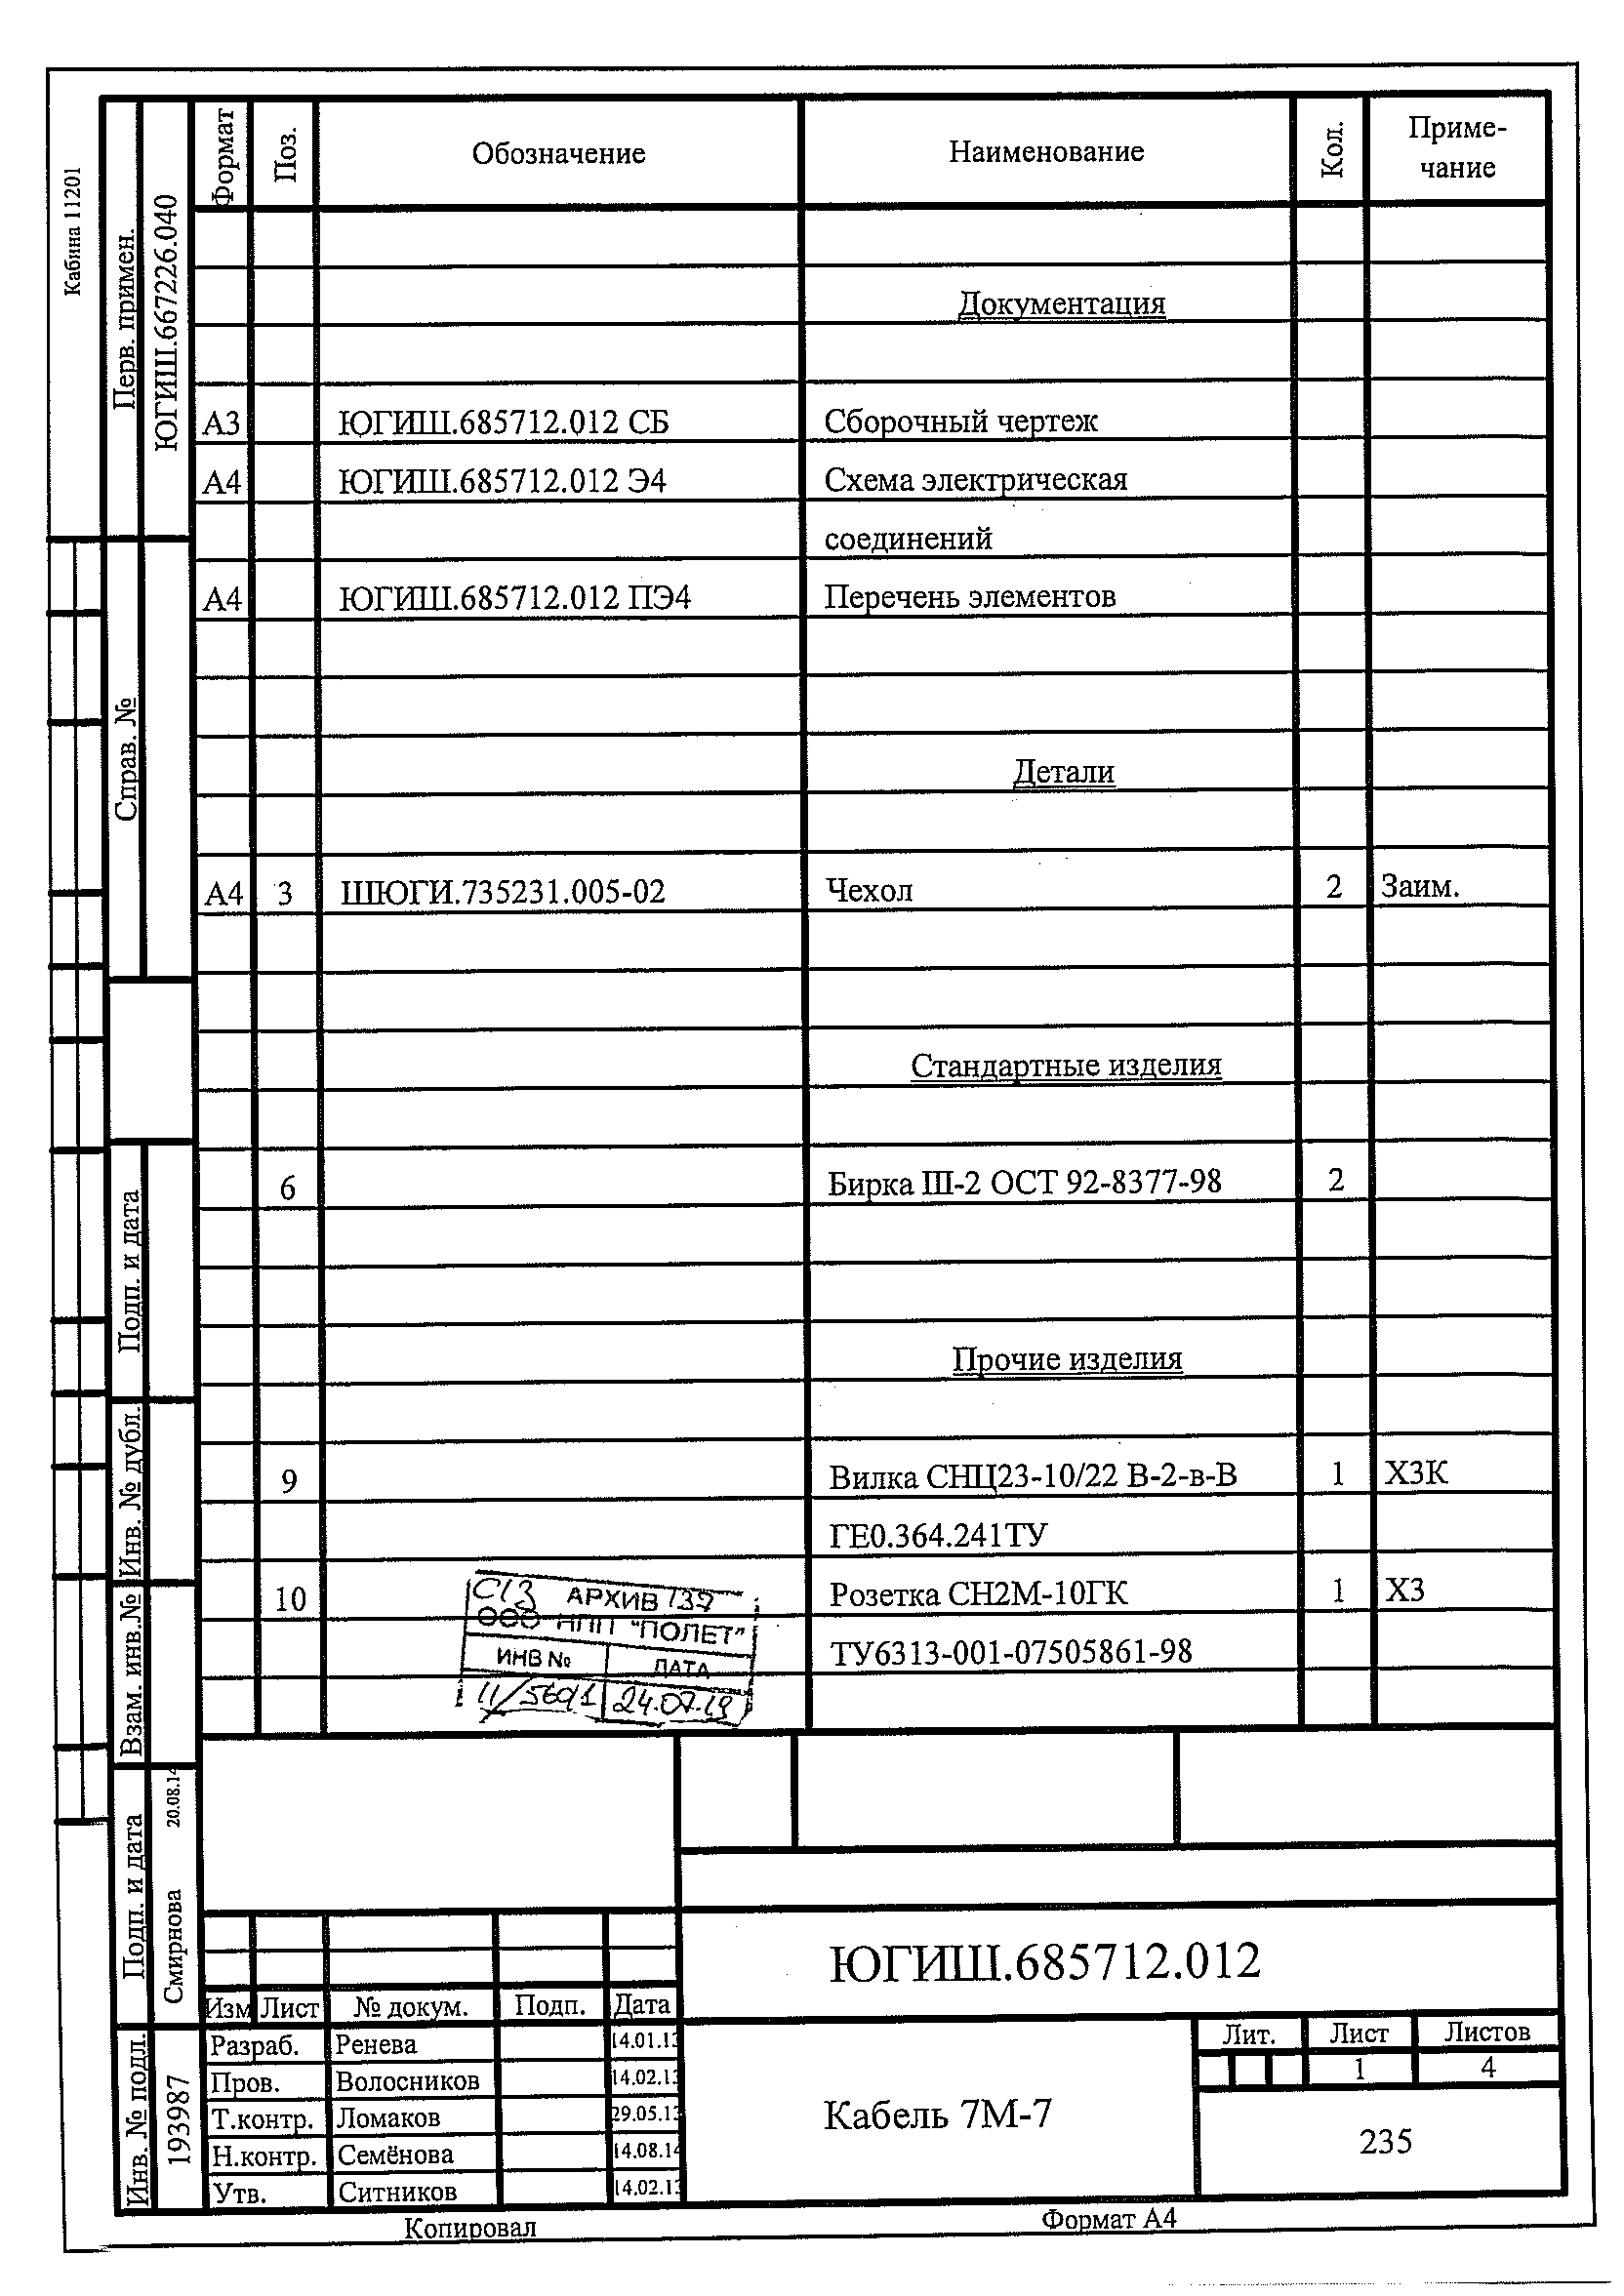 Кабина 11201
Перв. примен.
ЮГИШ.667226.040
Справ. №
Подп. и дата
Инв. № дубл.
Взам. инв.№
Подп. и дата
Смирнова 20.08.14
Инв. № подл.
193987
Формат Поз. Обозначение Наименование Кол. Приме-
чание
Документация
А3 ЮГИШ.685712.012 СБ Сборочный чертеж
А4 ЮГИШ.685712.012 Э4 Схема электрическая
соединений
А4 ЮГИШ.685712.012 ПЭ4 Перечень элементов
Детали
А4 3 ШЮГИ.735231.005-02 Чехол 2 Заим.
Стандартные изделия
6 Бирка Ш-2 ОСТ 92-8377-98 2
Прочие изделия
9 Вилка СНЦ23-10/22 В-2-в-В 1 Х3К
ГЕ0.364.241ТУ
10 Розетка СН2М-10ГК 1 Х3
ТУ6313-001-07505861-98
АРХИВ 137
ООО НПП "ПОЛЕТ"
ИНВ № ДАТА
11/5691 24.07.19
ЮГИШ.685712.012
Изм Лист № докум. Подп. Дата
Разраб. Ренева 14.01.13
Пров. Волосников 14.02.13
Т.контр. Ломаков 29.05.13
Н.контр. Семёнова 14.08.14
Утв. Ситников 14.02.13
Кабель 7М-7
Лит. Лист Листов
1 4
235
Копировал Формат А4